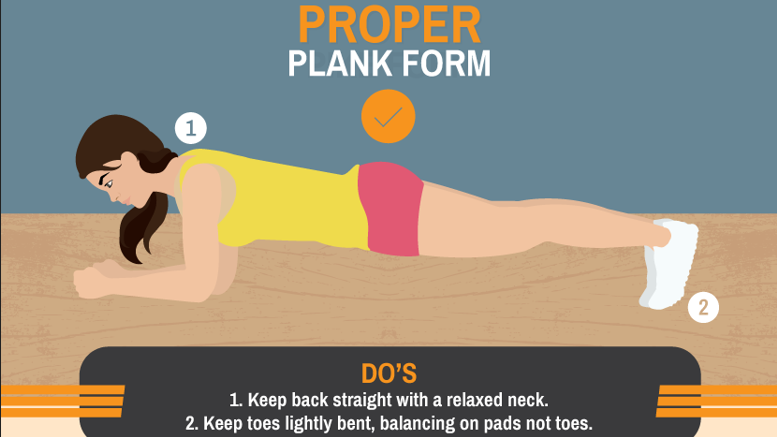 PROPER
PLANK FORM
1
2
DO'S
1. Keep back straight with a relaxed neck.
2. Keep toes lightly bent, balancing on pads not toes.